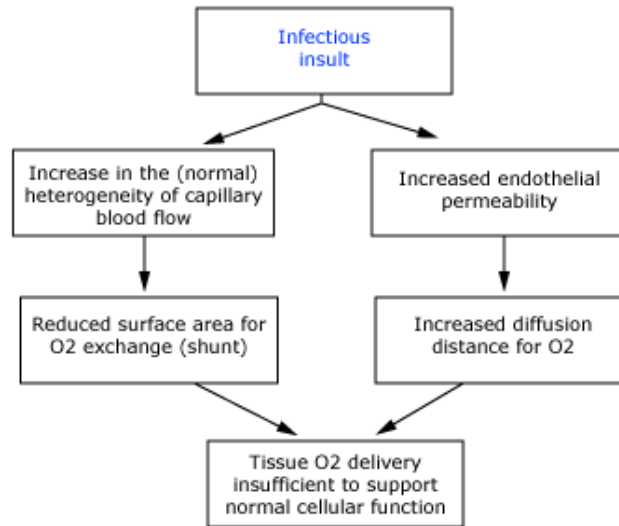 Infectious
insult
Increase in the (normal)
heterogeneity of capillary
blood flow
Increased endothelial
permeability
Reduced surface area for
O2 exchange (shunt)
Increased diffusion
distance for O2
Tissue O2 delivery
insufficient to support
normal cellular function